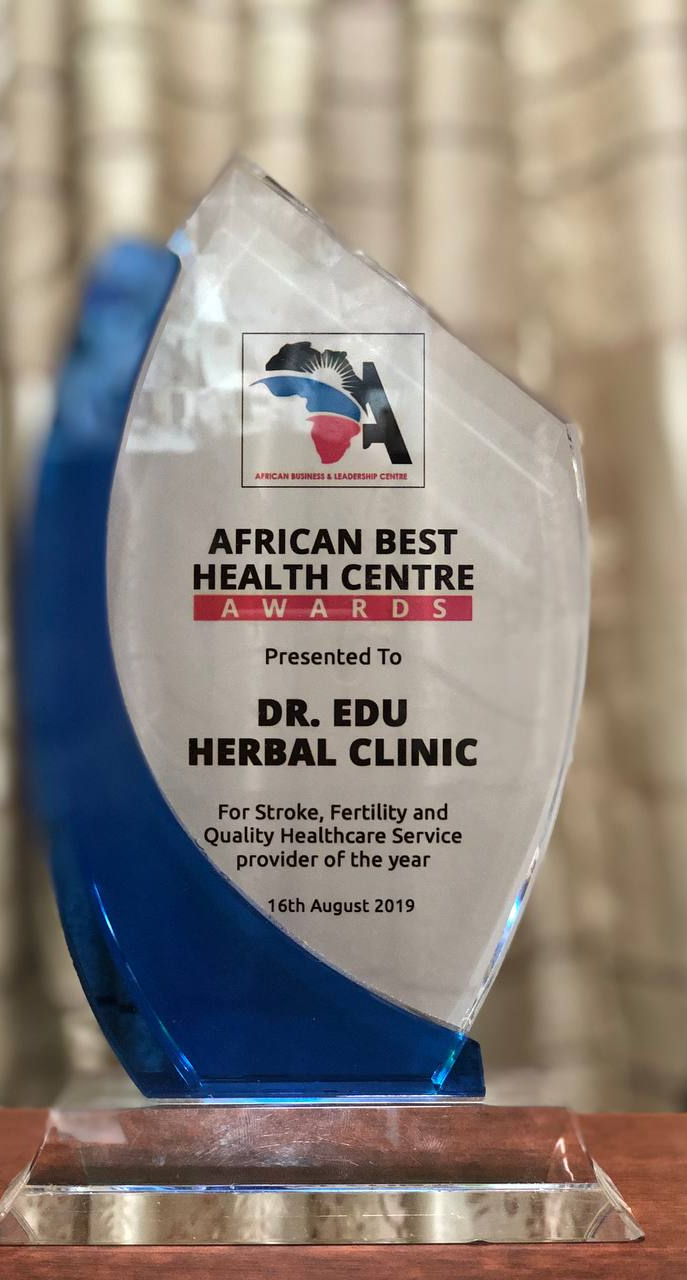 A
AFRICAN BUSINESS & LEADERSHIP CENTRE
AFRICAN BEST
HEALTH CENTRE
AWARDS
Presented To
DR. EDU
HERBAL CLINIC
For Stroke, Fertility and
Quality Healthcare Service
provider of the year
16th August 2019